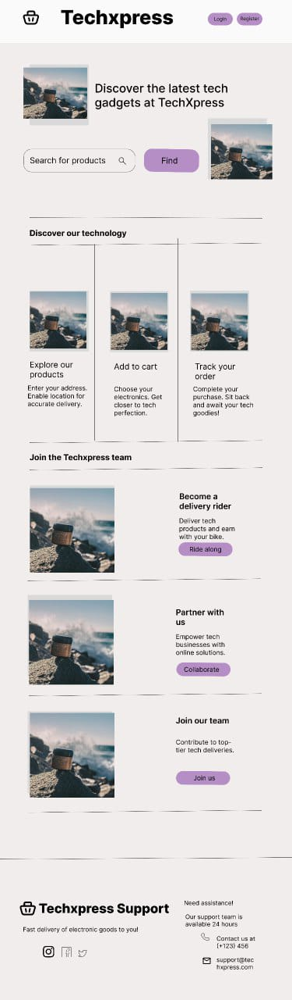 Techxpress
Login
Register
Discover the latest tech
gadgets at TechXpress
Search for products
Find
Discover our technology
Explore our
products
Enter your address.
Enable location for
accurate delivery.
Add to cart
Choose your
electronics. Get
closer to tech
perfection.
Track your
order
Complete your
purchase. Sit back
and await your tech
goodies!
Join the Techxpress team
Become a
delivery rider
Deliver tech
products and earn
with your bike.
Ride along
Partner with
us
Empower tech
businesses with
online solutions.
Collaborate
Join our team
Contribute to top-
tier tech deliveries.
Join us
Techxpress Support
Fast delivery of electronic goods to you!
Need assistance!
Our support team is
available 24 hours
Contact us at
(+123) 456
support@tec
hxpress.com